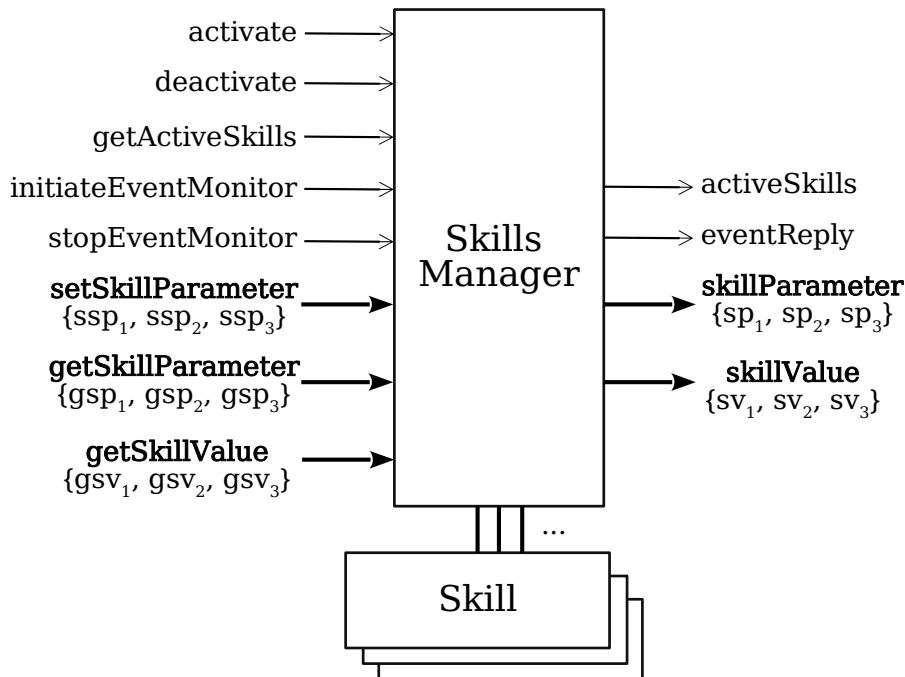 activate
deactivate
getActiveSkills
initiateEventMonitor
stopEventMonitor
setSkillParameter
{ssp₁, ssp₂, ssp₃}
getSkillParameter
{gsp₁, gsp₂, gsp₃}
getSkillValue
{gsv₁, gsv₂, gsv₃}
Skills
Manager
activeSkills
eventReply
skillParameter
{sp₁, sp₂, sp₃}
skillValue
{sv₁, sv₂, sv₃}
...
Skill